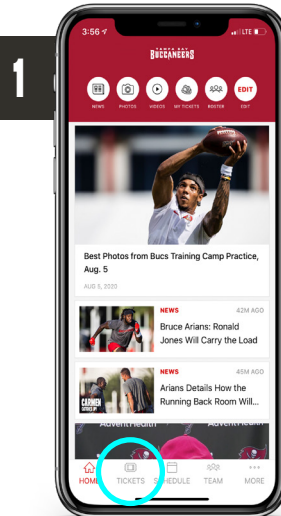 1
3:56
LTE
TAMPA BAY
BUCCANEERS
EDIT
NEWS
PHOTOS
VIDEOS
MY TICKETS
ROSTER
EDIT
Best Photos from Bucs Training Camp Practice,
Aug. 5
AUG 5, 2020
NEWS
42M AGO
Bruce Arians: Ronald
Jones Will Carry the Load
NEWS
45M AGO
Arians Details How the
Running Back Room Will...
CARMEN
AdventHealth
HOME
TICKETS
SCHEDULE
TEAM
MORE